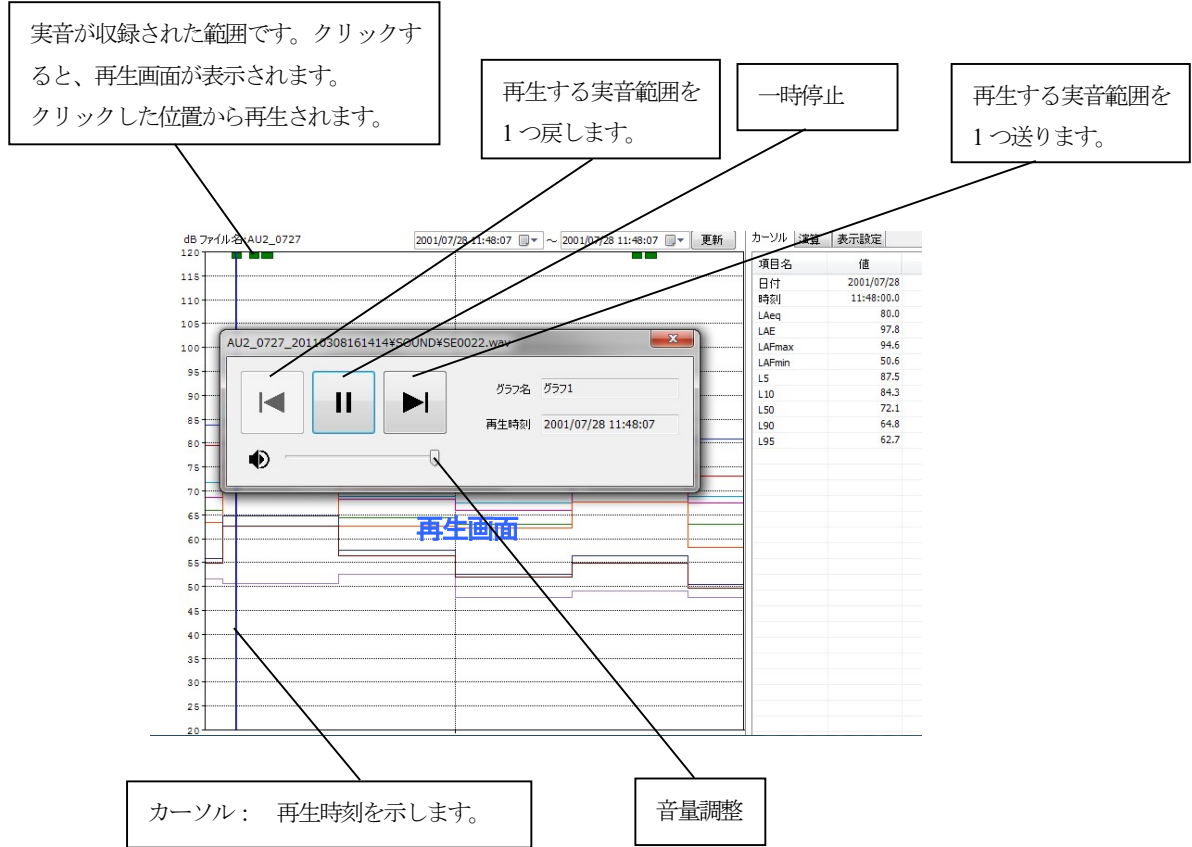 実音が収録された範囲です。クリックす
ると、再生画面が表示されます。
クリックした位置から再生されます。
再生する実音範囲を
1 つ戻します。
一時停止
再生する実音範囲を
1 つ送ります。
dB ファイル名:AU2_0727
2001/07/28 11:48:07 ～ 2001/07/28 11:48:07 更新
カーソル 演算 表示設定
120
115
110
105
100
95
90
85
80
75
70
65
60
55
50
45
40
35
30
25
20
項目名 値
日付 2001/07/28
時刻 11:48:00.0
LAeq 80.0
LAE 97.8
LAFmax 94.6
LAFmin 50.6
L5 87.5
L10 84.3
L50 72.1
L90 64.8
L95 62.7
AU2_0727_20110308161414¥SOUND¥SE0022.wav
グラフ名 グラフ1
再生時刻 2001/07/28 11:48:07
再生画面
カーソル： 再生時刻を示します。
音量調整